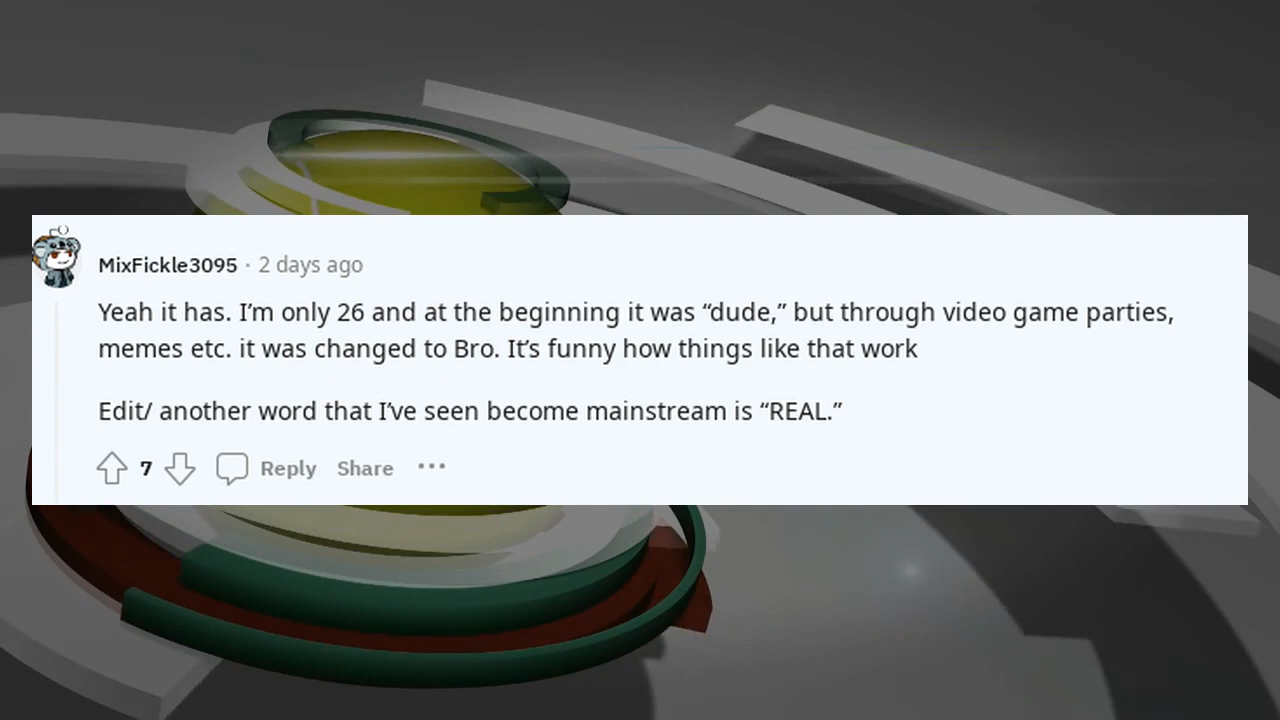 MixFickle3095 · 2 days ago
Yeah it has. I’m only 26 and at the beginning it was “dude,” but through video game parties,
memes etc. it was changed to Bro. It’s funny how things like that work
Edit/ another word that I’ve seen become mainstream is “REAL.”
7 Reply Share ···